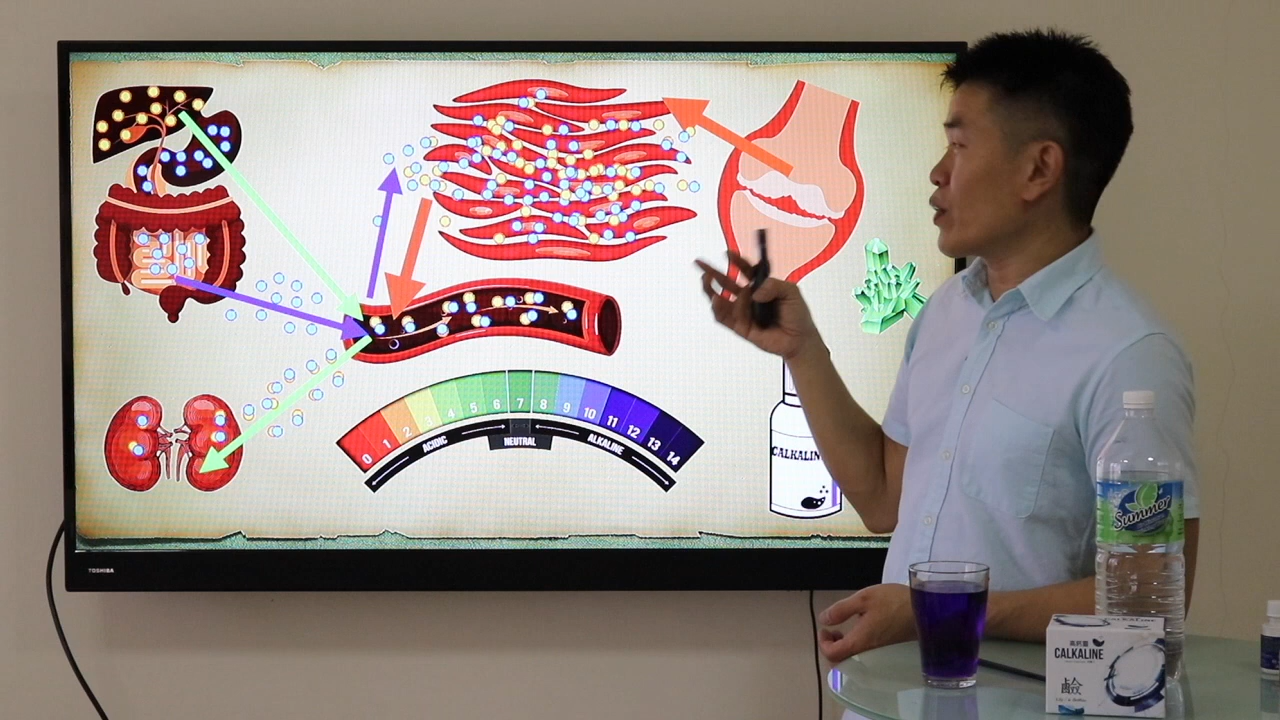 0 1 2 3 4 5 6 7 8 9 10 11 12 13 14
ACIDIC NEUTRAL ALKALINE
CALKALIN
TOSHIBA
Summer
CALKALINE
鹼